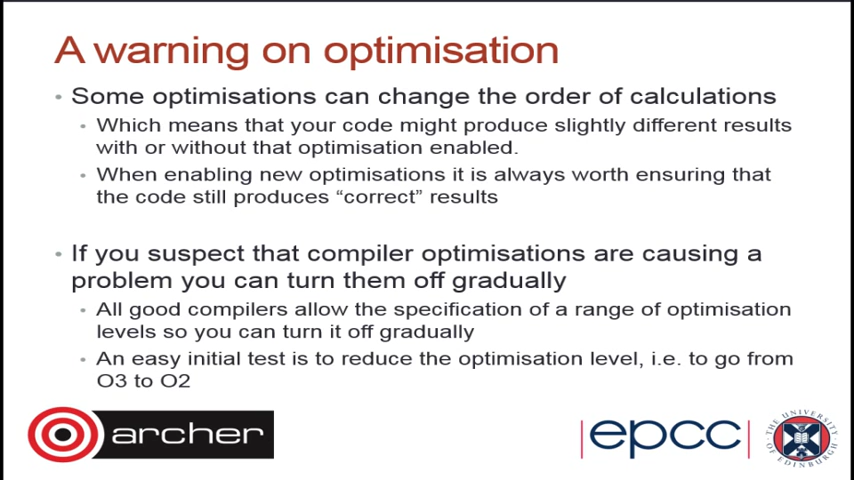 A warning on optimisation
• Some optimisations can change the order of calculations
• Which means that your code might produce slightly different results
with or without that optimisation enabled.
• When enabling new optimisations it is always worth ensuring that
the code still produces “correct” results
• If you suspect that compiler optimisations are causing a
problem you can turn them off gradually
• All good compilers allow the specification of a range of optimisation
levels so you can turn it off gradually
• An easy initial test is to reduce the optimisation level, i.e. to go from
O3 to O2
archer
epcc
THE UNIVERSITY OF EDINBURGH